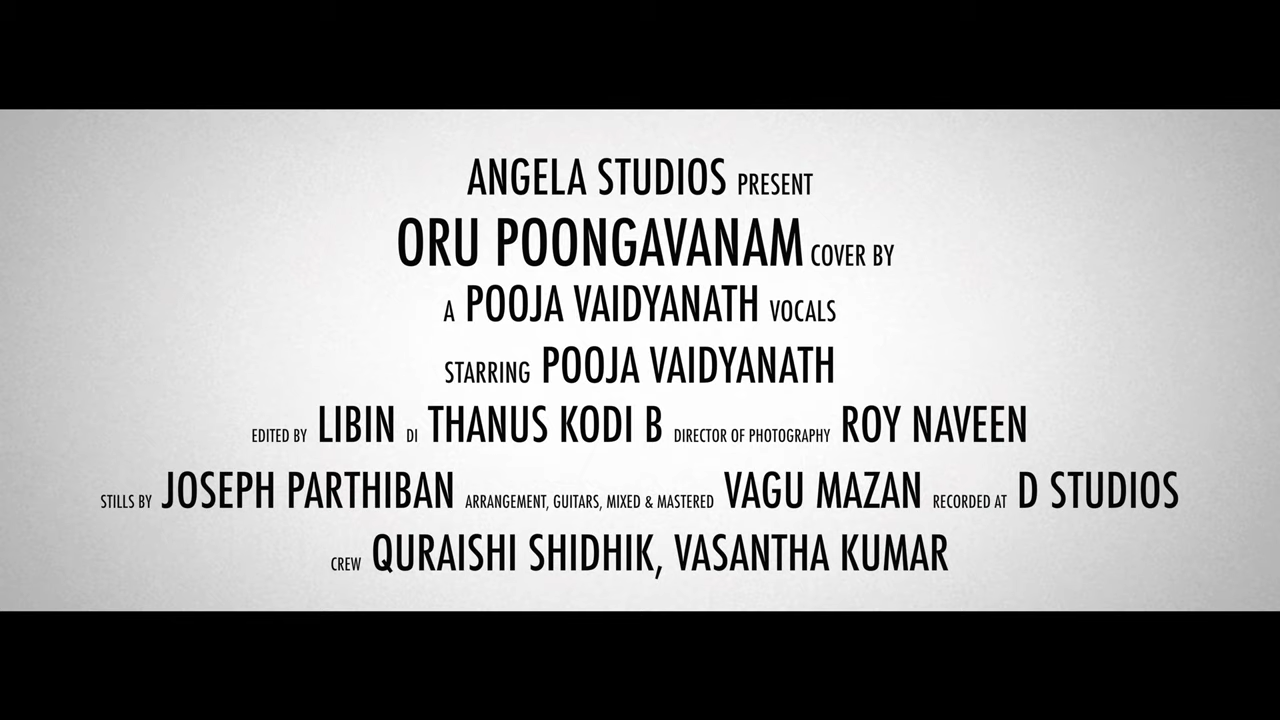 ANGELA STUDIOS PRESENT
ORU POONGAVANAM COVER BY
A POOJA VAIDYANATH VOCALS
STARRING POOJA VAIDYANATH
EDITED BY LIBIN DI THANUS KODI B DIRECTOR OF PHOTOGRAPHY ROY NAVEEN
STILLS BY JOSEPH PARTHIBAN ARRANGEMENT, GUITARS, MIXED & MASTERED VAGU MAZAN RECORDED AT D STUDIOS
CREW QURAISHI SHIDHIK, VASANTHA KUMAR